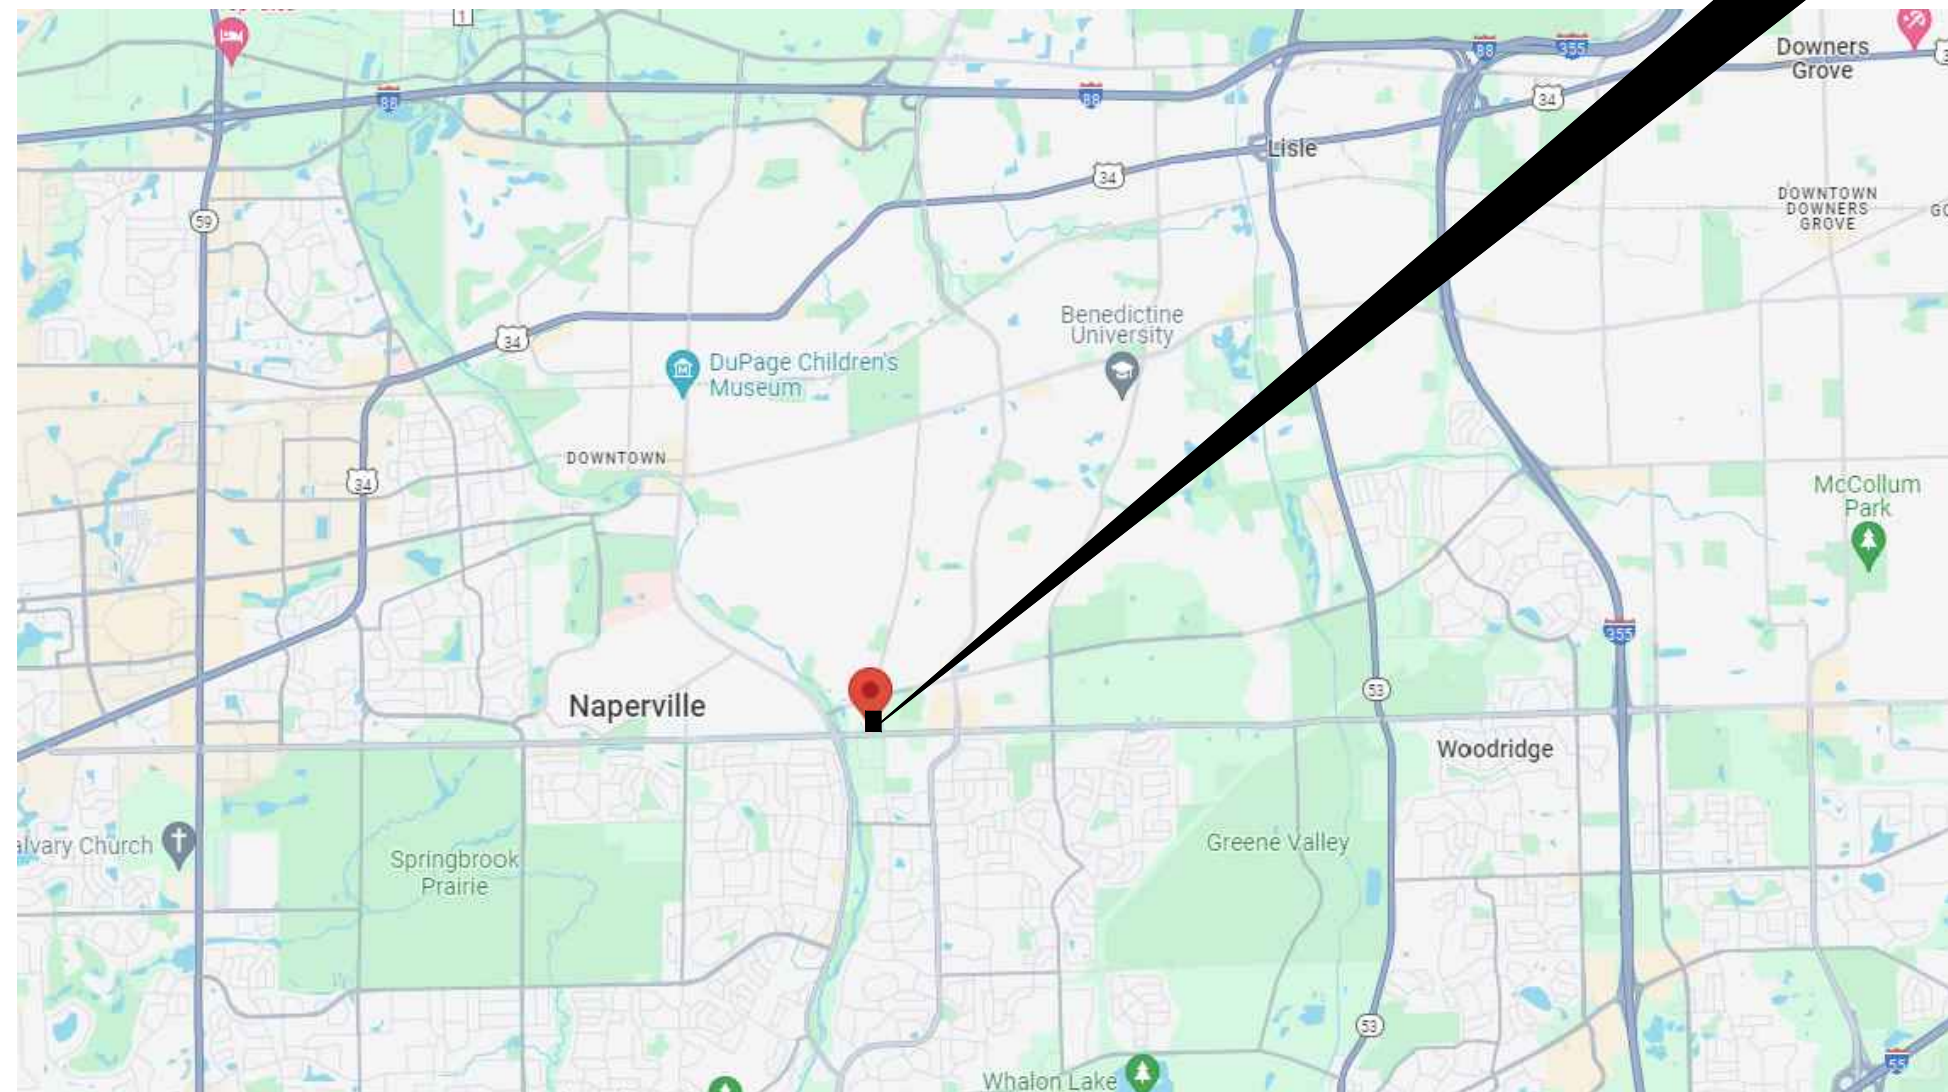 1
88
88
88
355
Downers
Grove
34
Lisle
34
59
DOWNTOWN
DOWNERS
GROVE
Benedictine
University
34
DuPage Children's
Museum
DOWNTOWN
34
McCollum
Park
355
53
Naperville
Woodridge
alvary Church
Springbrook
Prairie
Greene Valley
53
Whalon Lake
55